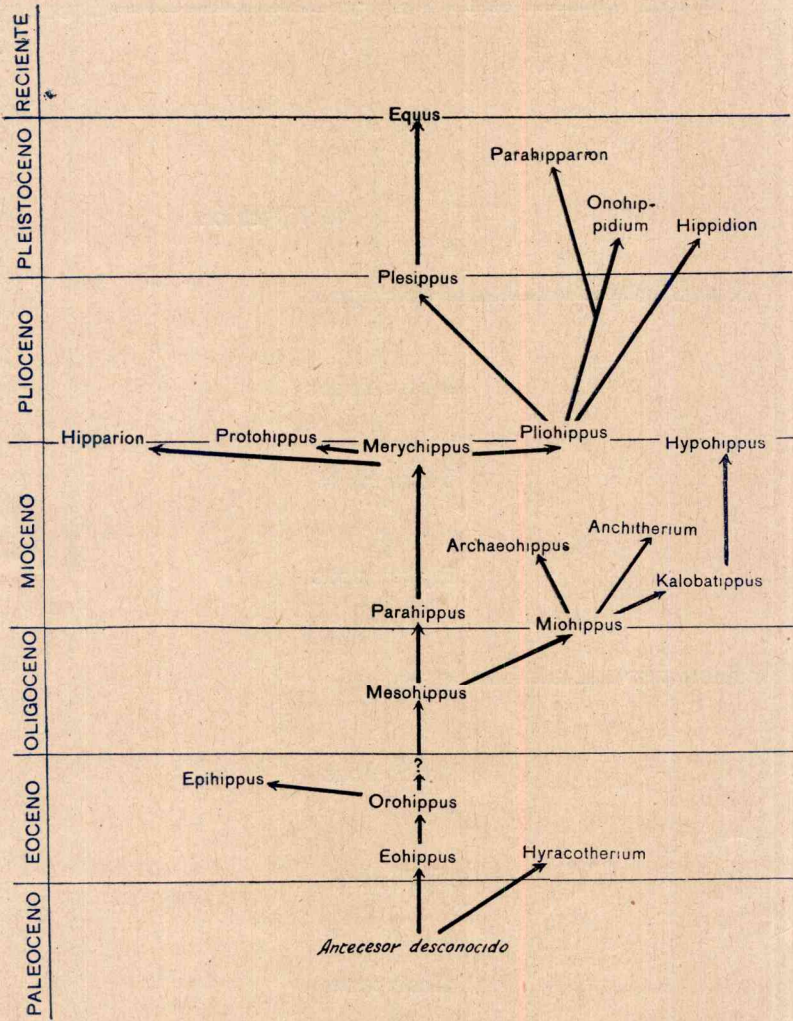 RECIENTE
Equus
PLEISTOCENO
Parahipparion
Onohip-
pidium
Hippidion
Plesippus
PLIOCENO
Hipparion
Protohippus
Merychippus
Pliohippus
Hypohippus
MIOCENO
Archaeohippus
Anchitherium
Kalobatippus
Parahippus
Miohippus
OLIGOCENO
Mesohippus
?
EOCENO
Epihippus
Orohippus
Eohippus
Hyracotherium
PALEOCENO
Antecesor desconocido